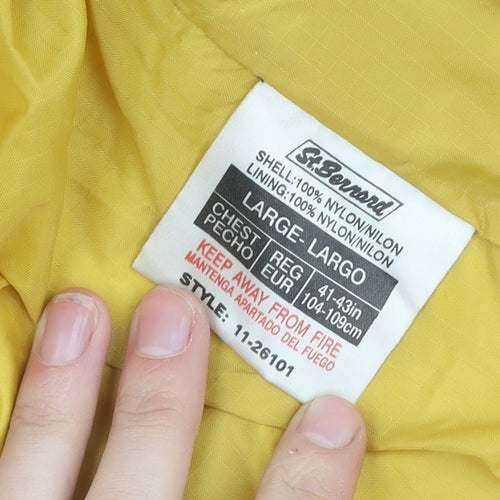 St.Bernard
SHELL:100% NYLON/NILON
LINING:100% NYLON/NILON
LARGE- LARGO
CHEST REG 41-43in
PECHO EUR 104-109cm
KEEP AWAY FROM FIRE
MANTENGA APARTADO DEL FUEGO
STYLE: 11-26101